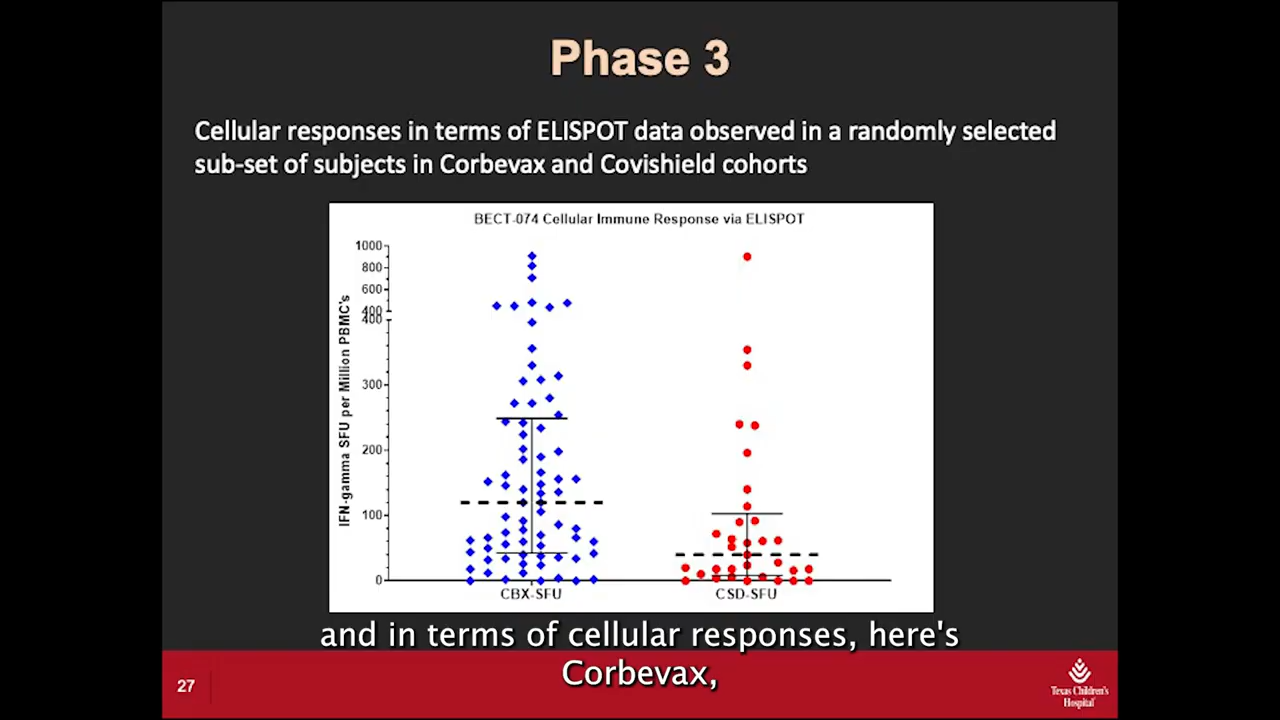 Phase 3
Cellular responses in terms of ELISPOT data observed in a randomly selected
sub-set of subjects in Corbevax and Covishield cohorts
BECT-074 Cellular Immune Response via ELISPOT
IFN-gamma SFU per Million PBMC's
1000
800
600
400
400
300
200
100
0
CBX-SFU
CSD-SFU
and in terms of cellular responses, here's
Corbevax,
27
Texas Children's
Hospital